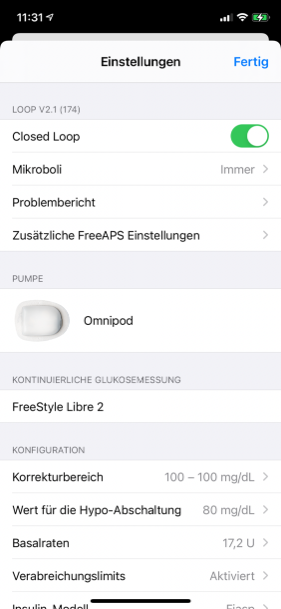 11:31
Einstellungen
Fertig
LOOP V2.1 (174)
Closed Loop
Mikroboli
Immer
Problembericht
Zusätzliche FreeAPS Einstellungen
PUMPE
Omnipod
KONTINUIERLICHE GLUKOSEMESSUNG
FreeStyle Libre 2
KONFIGURATION
Korrekturbereich
100 – 100 mg/dL
Wert für die Hypo-Abschaltung
80 mg/dL
Basalraten
17,2 U
Verabreichungslimits
Aktiviert
Insulin-Modell
Fiasp